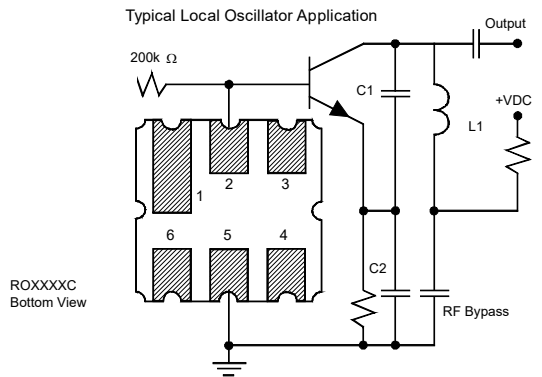 Typical Local Oscillator Application
Output
200k Ω
C1
+VDC
L1
1
2
3
6
5
4
C2
ROXXXXC
Bottom View
RF Bypass